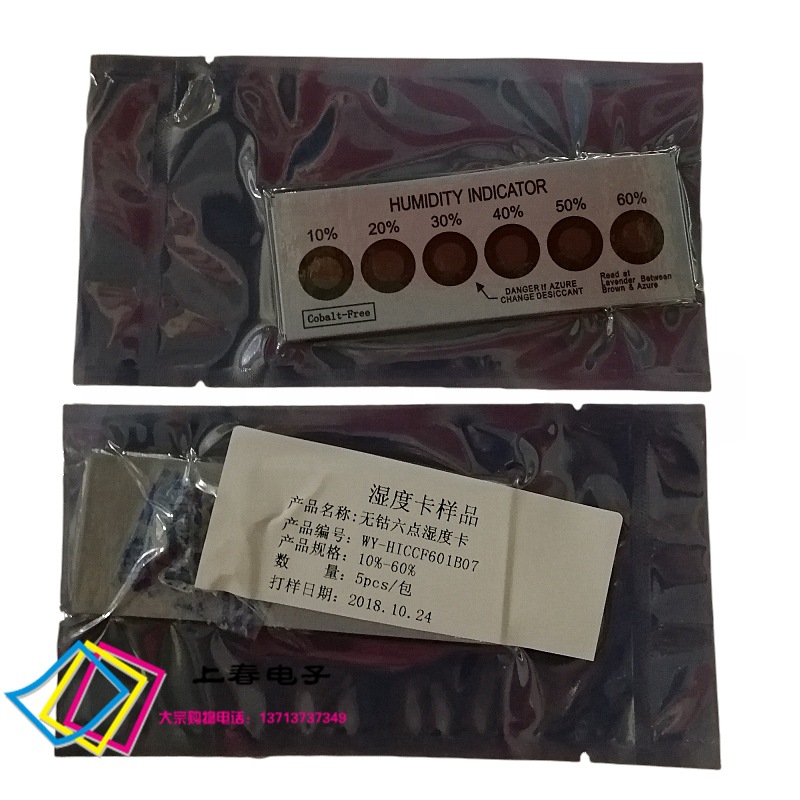 HUMIDITY INDICATOR
10% 20% 30% 40% 50% 60%
DANGER If AZURE
CHANGE DESICCANT
Read at
Lavender Between
Brown & Azure
Cobalt-Free
湿度卡样品
产品名称:无钴六点湿度卡
产品编号: WY-HICCF601B07
产品规格: 10%-60%
数 量: 5pcs/包
打样日期: 2018.10.24
上春电子
大宗购物电话: 13713737349